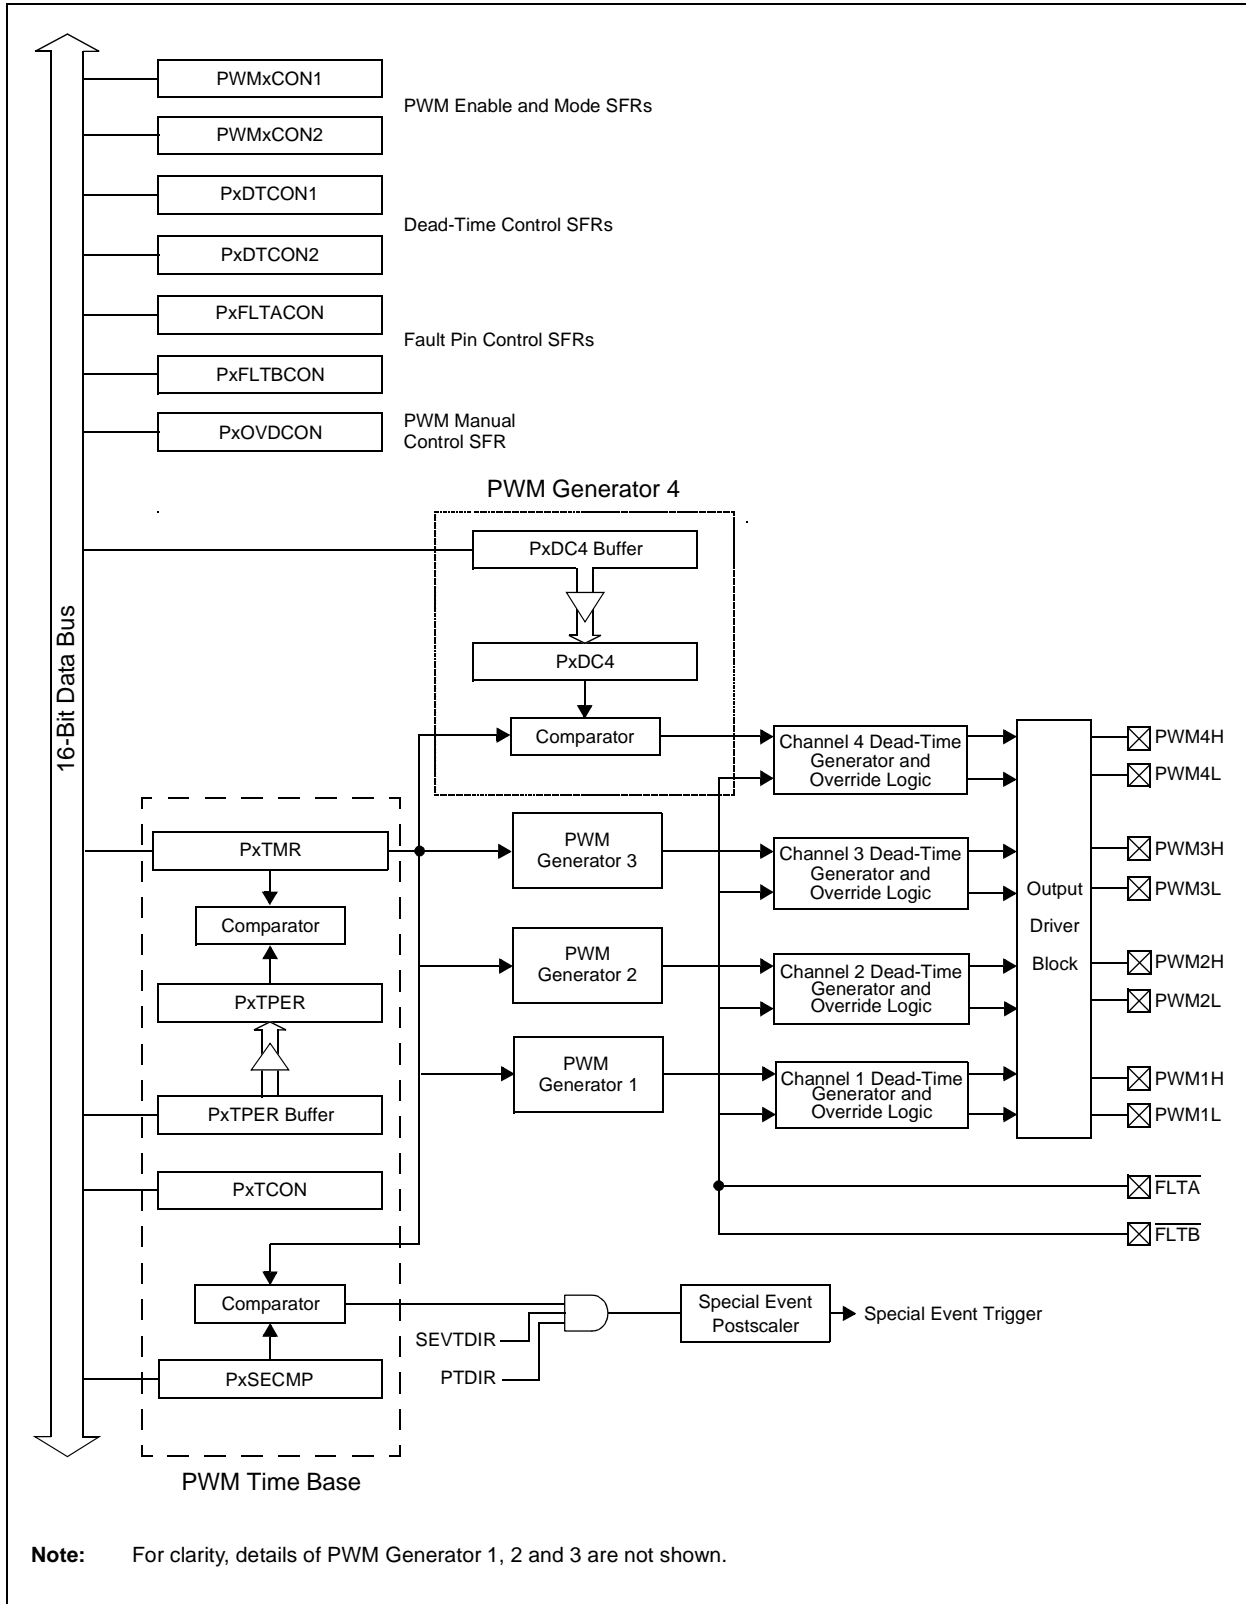 PWMxCON1
PWM Enable and Mode SFRs
PWMxCON2
PxDTCON1
Dead-Time Control SFRs
PxDTCON2
PxFLTACON
Fault Pin Control SFRs
PxFLTBCON
PxOVDCON
PWM Manual
Control SFR
16-Bit Data Bus
PWM Generator 4
PxDC4 Buffer
PxDC4
Comparator
Channel 4 Dead-Time
Generator and
Override Logic
PWM4H
PWM4L
PxTMR
Comparator
PxTPER
PxTPER Buffer
PxTCON
Comparator
PxSECMP
PWM Time Base
PWM
Generator 3
Channel 3 Dead-Time
Generator and
Override Logic
PWM3H
PWM3L
PWM
Generator 2
Channel 2 Dead-Time
Generator and
Override Logic
PWM2H
PWM2L
PWM
Generator 1
Channel 1 Dead-Time
Generator and
Override Logic
PWM1H
PWM1L
Output
Driver
Block
FLTA
FLTB
SEVTDIR
PTDIR
Special Event
Postscaler
Special Event Trigger
Note: For clarity, details of PWM Generator 1, 2 and 3 are not shown.